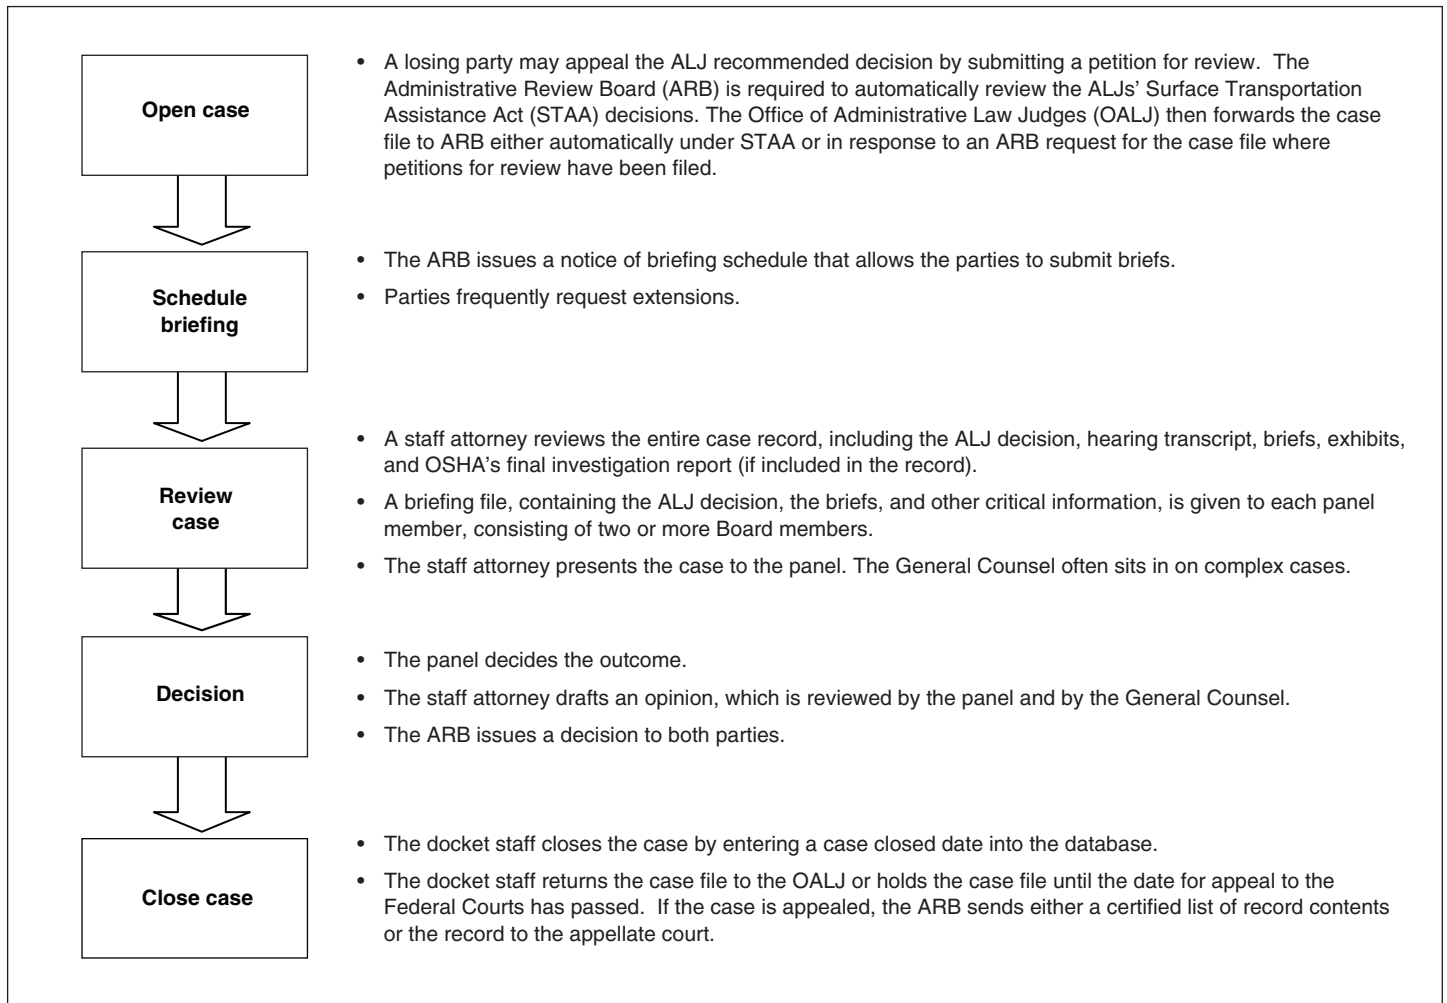 Open case
• A losing party may appeal the ALJ recommended decision by submitting a petition for review.  The
Administrative Review Board (ARB) is required to automatically review the ALJs’ Surface Transportation
Assistance Act (STAA) decisions. The Office of Administrative Law Judges (OALJ) then forwards the case
file to ARB either automatically under STAA or in response to an ARB request for the case file where
petitions for review have been filed.
Schedule
briefing
• The ARB issues a notice of briefing schedule that allows the parties to submit briefs.
• Parties frequently request extensions.
Review
case
• A staff attorney reviews the entire case record, including the ALJ decision, hearing transcript, briefs, exhibits,
and OSHA’s final investigation report (if included in the record).
• A briefing file, containing the ALJ decision, the briefs, and other critical information, is given to each panel
member, consisting of two or more Board members.
• The staff attorney presents the case to the panel. The General Counsel often sits in on complex cases.
Decision
• The panel decides the outcome.
• The staff attorney drafts an opinion, which is reviewed by the panel and by the General Counsel.
• The ARB issues a decision to both parties.
Close case
• The docket staff closes the case by entering a case closed date into the database.
• The docket staff returns the case file to the OALJ or holds the case file until the date for appeal to the
Federal Courts has passed.  If the case is appealed, the ARB sends either a certified list of record contents
or the record to the appellate court.